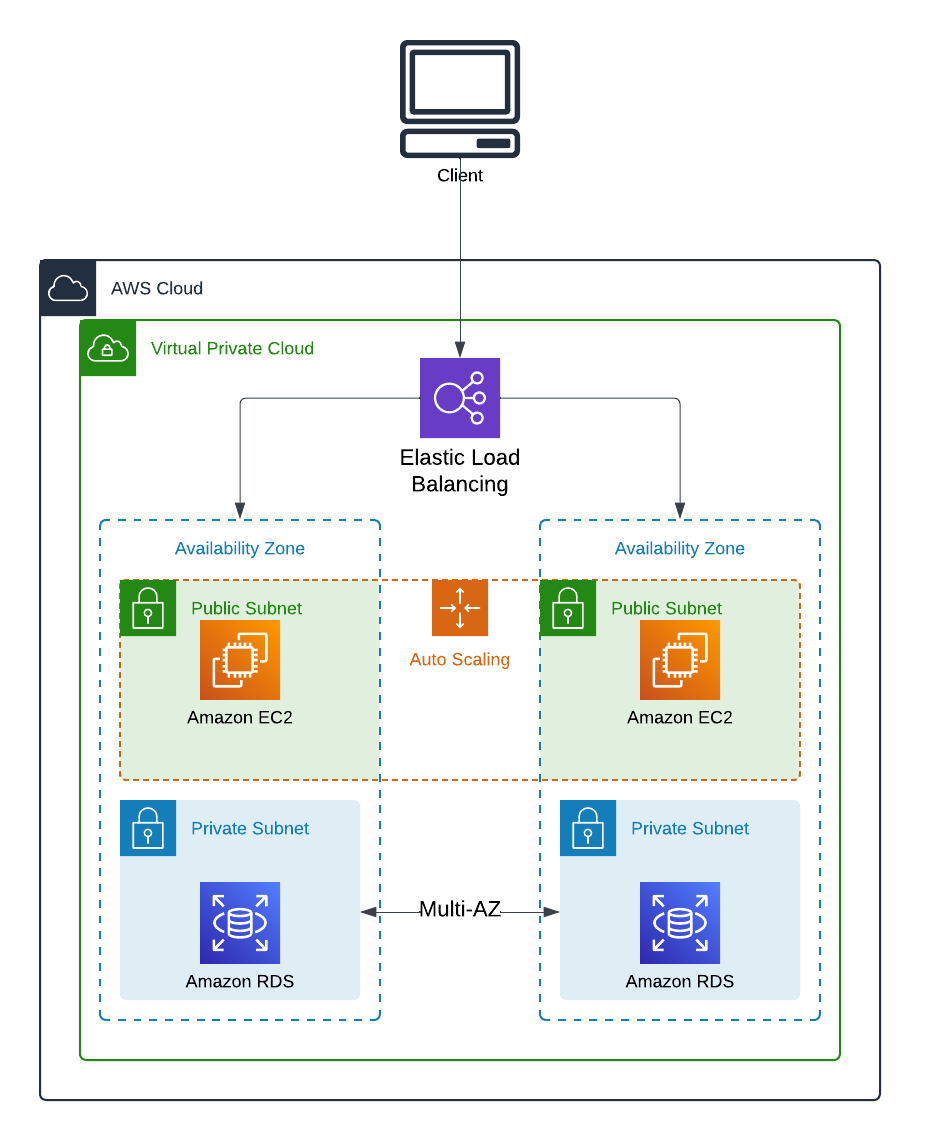 Client
AWS Cloud
Virtual Private Cloud
Elastic Load
Balancing
Availability Zone
Availability Zone
Public Subnet
Public Subnet
Auto Scaling
Amazon EC2
Amazon EC2
Private Subnet
Private Subnet
Multi-AZ
Amazon RDS
Amazon RDS